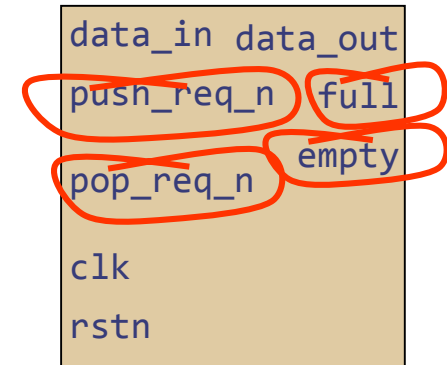 data_in data_out
push_req_n full
empty
pop_req_n
clk
rstn